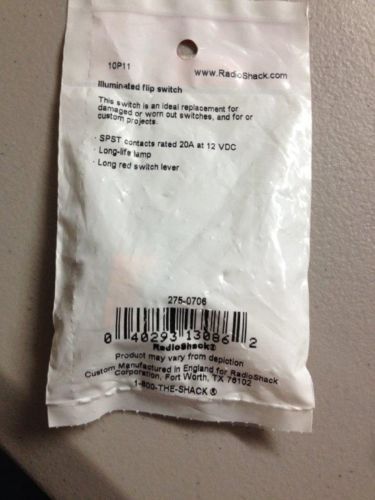 10P11
www.RadioShack.com
Illuminated flip switch
This switch is an ideal replacement for
damaged or worn out switches, and for or
custom projects.
· SPST contacts rated 20A at 12 VDC
· Long-life lamp
· Long red switch lever
275-0706
0 40293 13086 2
RadioShack®
Product may vary from depiction
Custom Manufactured in England for RadioShack
Corporation, Fort Worth, TX 76102
1-800-THE-SHACK ®